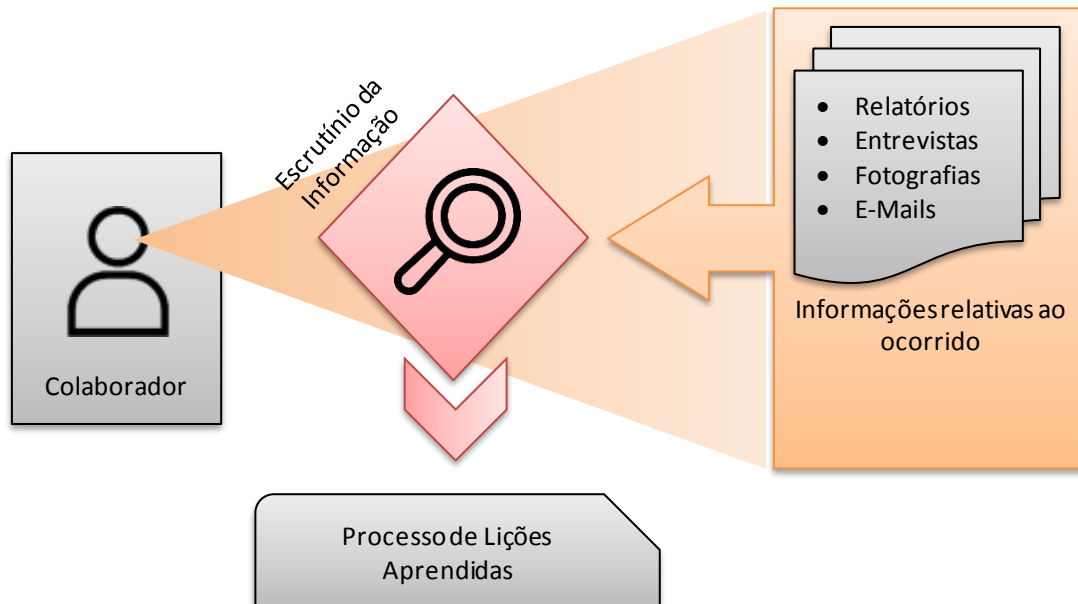 Escrutínio da
Informação
Colaborador
• Relatórios
• Entrevistas
• Fotografias
• E-Mails
Informações relativas ao
ocorrido
Processo de Lições
Aprendidas